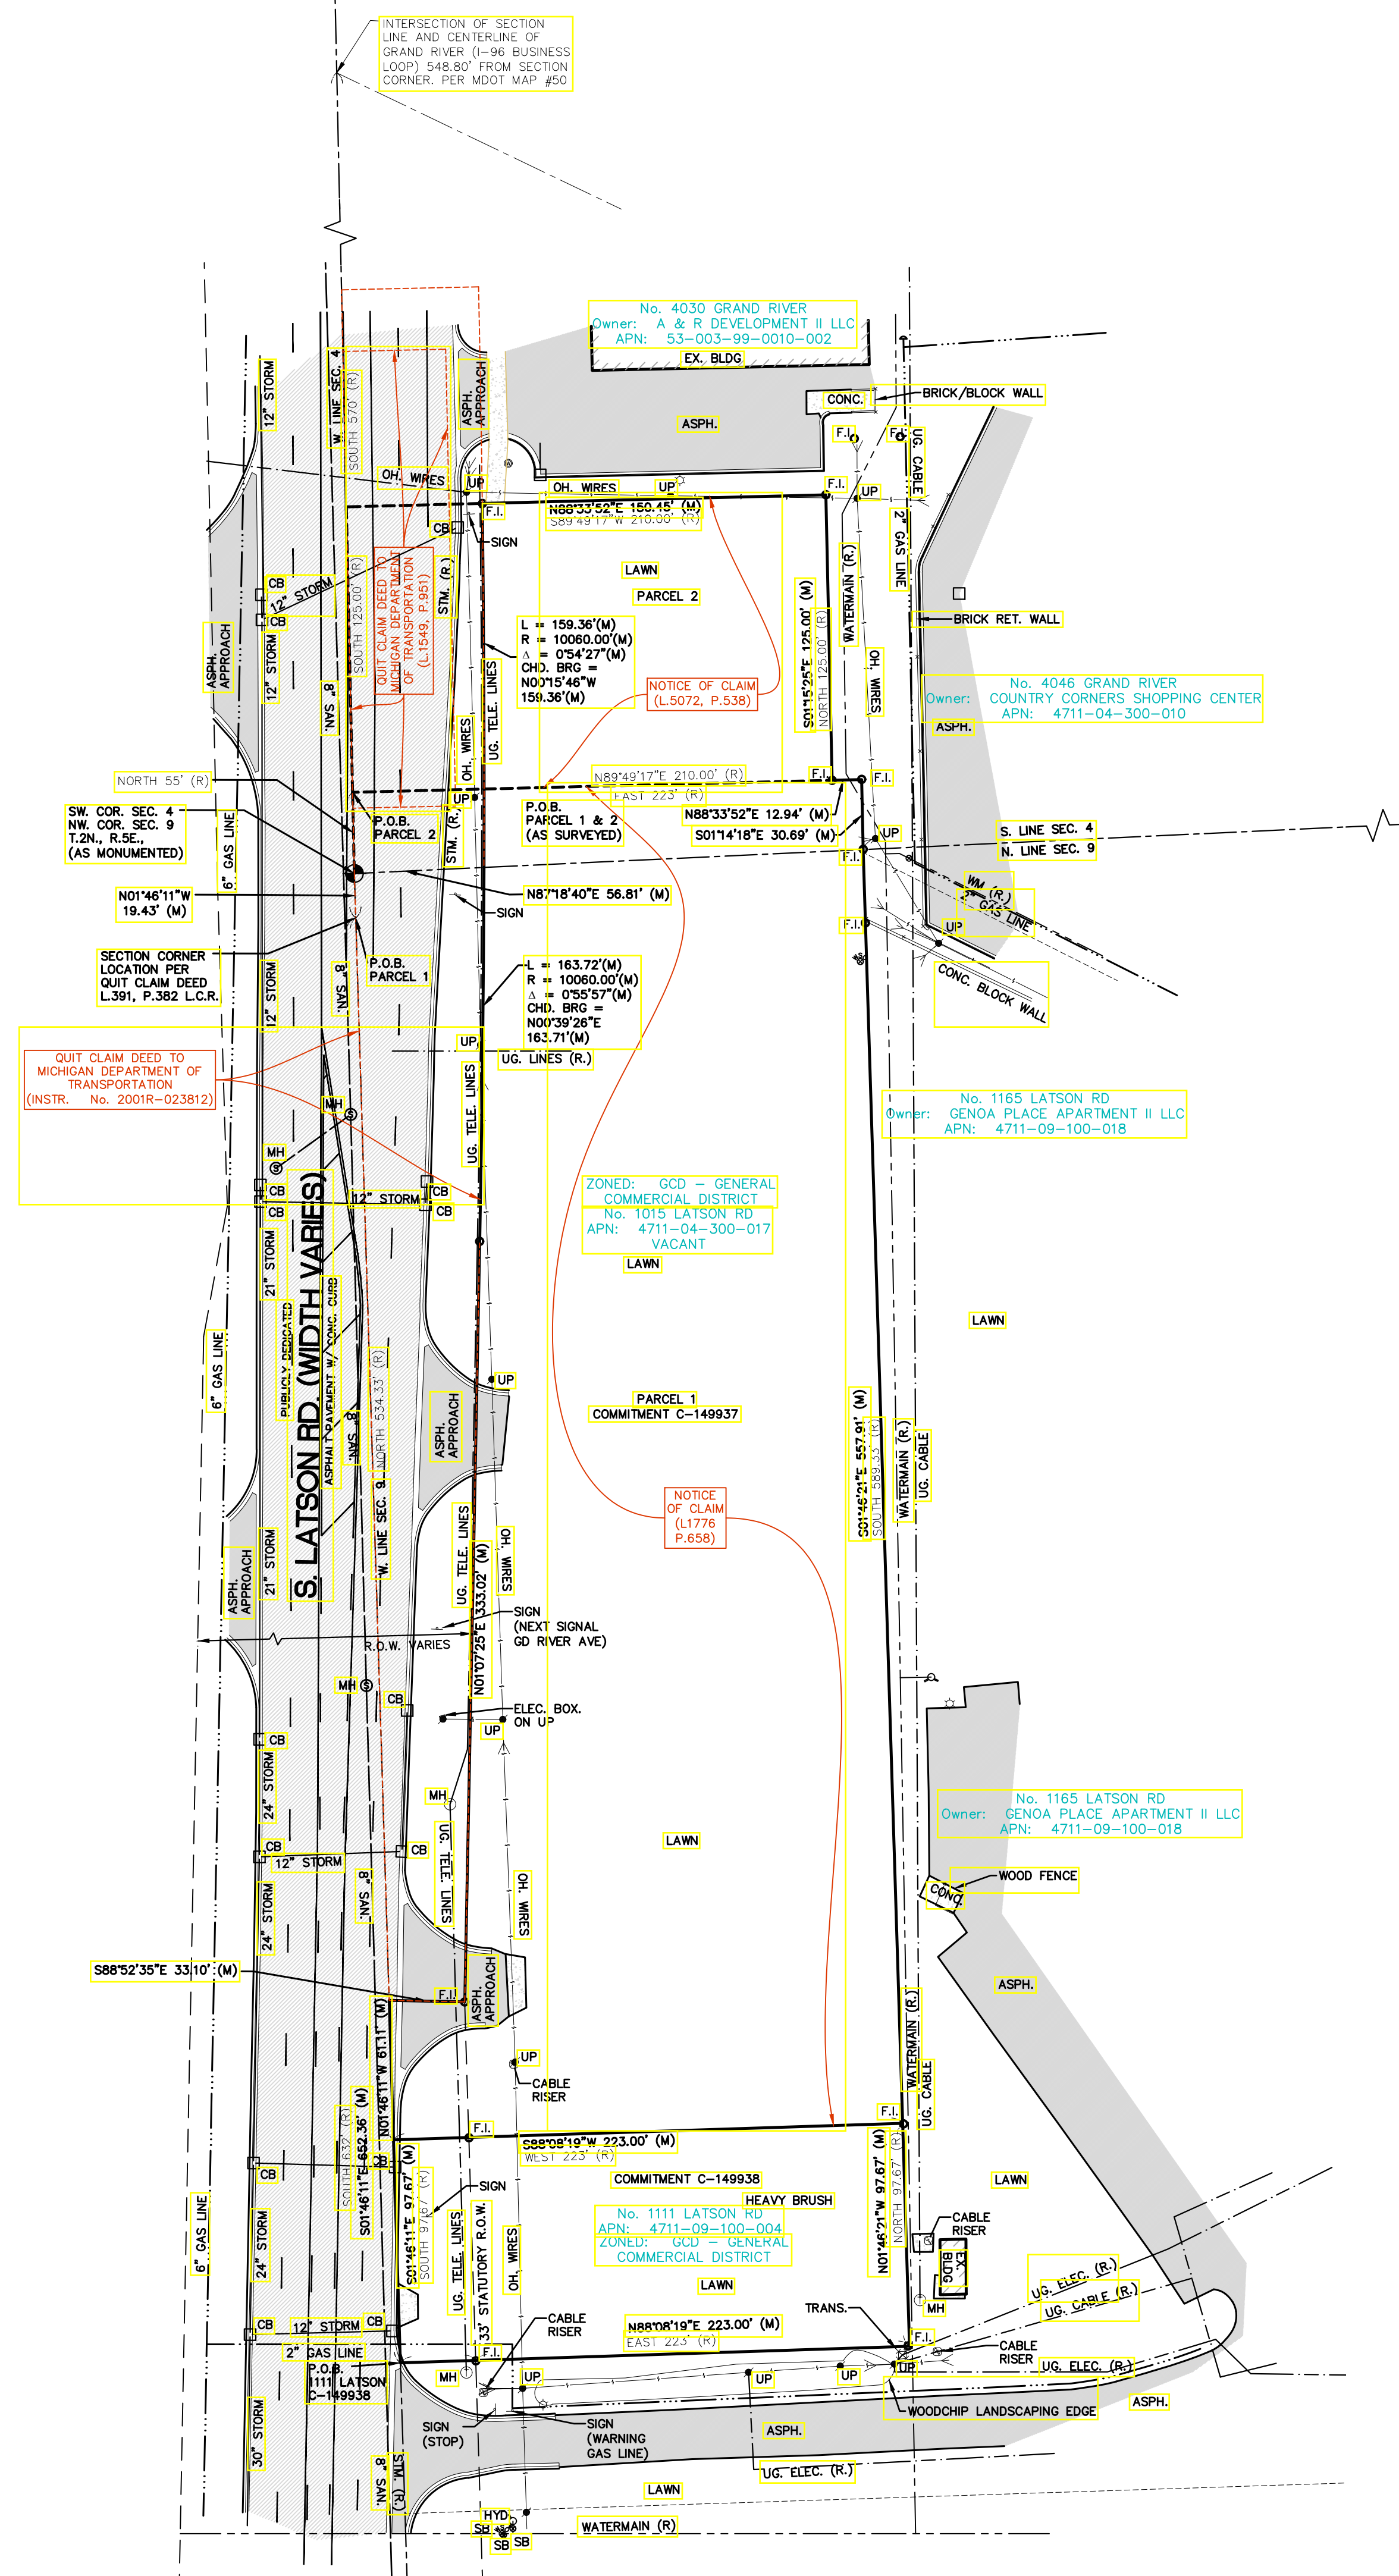 INTERSECTION OF SECTION
LINE AND CENTERLINE OF
GRAND RIVER (I-96 BUSINESS
LOOP) 548.80' FROM SECTION
CORNER. PER MDOT MAP #50
No. 4030 GRAND RIVER
Owner: A & R DEVELOPMENT II LLC
APN: 53-003-99-0010-002
EX. BLDG
12" STORM
W. LINE SEC. 4
SOUTH 570' (R)
ASPH.
APPROACH
CONC.
BRICK/BLOCK WALL
ASPH.
F.I.
F.I.
UG. CABLE
OH. WIRES
UP
OH. WIRES
UP
F.I.
UP
N88°33'52"E 150.45' (M)
S89°49'17"W 210.00' (R)
F.I.
CB
SIGN
2" GAS LINE
WATERMAIN (R.)
LAWN
PARCEL 2
CB
12" STORM
CB
SOUTH 125.00' (R)
QUIT CLAIM DEED TO
MICHIGAN DEPARTMENT
OF TRANSPORTATION
(L.1549, P.951)
STM. (R.)
S01°15'25"E 125.00' (M)
NORTH 125.00' (R)
BRICK RET. WALL
L = 159.36'(M)
R = 10060.00'(M)
Δ = 0°54'27"(M)
CHD. BRG =
N00°15'46"W
159.36'(M)
ASPH.
APPROACH
12" STORM
8" SAN.
OH. WIRES
UG. TELE. LINES
OH. WIRES
NOTICE OF CLAIM
(L.5072, P.538)
No. 4046 GRAND RIVER
Owner: COUNTRY CORNERS SHOPPING CENTER
APN: 4711-04-300-010
ASPH.
NORTH 55' (R)
N89°49'17"E 210.00' (R)
EAST 223' (R)
F.I.
F.I.
UP
SW. COR. SEC. 4
NW. COR. SEC. 9
T.2N., R.5E.,
(AS MONUMENTED)
6" GAS LINE
P.O.B.
PARCEL 2
STM. (R.)
P.O.B.
PARCEL 1 & 2
(AS SURVEYED)
N88°33'52"E 12.94' (M)
S01°14'18"E 30.69' (M)
UP
S. LINE SEC. 4
N. LINE SEC. 9
F.I.
N01°46'11"W
19.43' (M)
N87°18'40"E 56.81' (M)
SIGN
WM (R.)
2" GAS LINE
F.I.
UP
SECTION CORNER
LOCATION PER
QUIT CLAIM DEED
L.391, P.382 L.C.R.
12" STORM
8" SAN.
P.O.B.
PARCEL 1
L = 163.72'(M)
R = 10060.00'(M)
Δ = 0°55'57"(M)
CHD. BRG =
N00°39'26"E
163.71'(M)
CONC. BLOCK WALL
UP
UG. LINES (R.)
QUIT CLAIM DEED TO
MICHIGAN DEPARTMENT OF
TRANSPORTATION
(INSTR. No. 2001R-023812)
MH
MH
UG. TELE. LINES
No. 1165 LATSON RD
Owner: GENOA PLACE APARTMENT II LLC
APN: 4711-09-100-018
CB
CB
12" STORM
CB
CB
ZONED: GCD - GENERAL
COMMERCIAL DISTRICT
No. 1015 LATSON RD
APN: 4711-04-300-017
VACANT
LAWN
LAWN
21" STORM
S. LATSON RD. (WIDTH VARIES)
PUBLICLY DEDICATED
ASPHALT PAVEMENT W/ CONC. CURB
6" GAS LINE
8" SAN.
NORTH 534.33' (R)
W. LINE SEC. 9
UP
ASPH.
APPROACH
PARCEL 1
COMMITMENT C-149937
S01°46'21"E 557.91' (M)
SOUTH 589.33' (R)
WATERMAIN (R.)
UG. CABLE
NOTICE
OF CLAIM
(L1776
P.658)
21" STORM
ASPH.
APPROACH
UG. TELE. LINES
N01°07'25"E 333.02' (M)
OH. WIRES
SIGN
(NEXT SIGNAL
GD RIVER AVE)
R.O.W. VARIES
MH
CB
CB
ELEC. BOX.
ON UP
UP
24" STORM
MH
No. 1165 LATSON RD
Owner: GENOA PLACE APARTMENT II LLC
APN: 4711-09-100-018
CB
12" STORM
CB
LAWN
UG. TELE. LINES
OH. WIRES
8" SAN.
24" STORM
WOOD FENCE
CONC.
S88°52'35"E 33.10' (M)
F.I.
ASPH.
APPROACH
ASPH.
N01°46'11"W 61.11' (M)
WATERMAIN (R.)
UG. CABLE
UP
CABLE
RISER
S01°46'11"E 652.36' (M)
SOUTH 632' (R)
F.I.
F.I.
S88°08'19"W 223.00' (M)
WEST 223' (R)
CB
CB
COMMITMENT C-149938
HEAVY BRUSH
LAWN
No. 1111 LATSON RD
APN: 4711-09-100-004
ZONED: GCD - GENERAL
COMMERCIAL DISTRICT
S01°46'11"E 97.67' (M)
SOUTH 97.67' (R)
SIGN
UG. TELE. LINES
33' STATUTORY R.O.W.
OH. WIRES
N01°46'21"W 97.67' (M)
NORTH 97.67' (R)
CABLE
RISER
EX.
BLDG
6" GAS LINE
24" STORM
LAWN
UG. ELEC. (R.)
UG. CABLE (R.)
MH
TRANS.
CB
12" STORM
CB
CABLE
RISER
N88°08'19"E 223.00' (M)
EAST 223' (R)
F.I.
CABLE
RISER
2" GAS LINE
F.I.
P.O.B.
1111 LATSON
C-149938
MH
UP
UP
UP
UP
UG. ELEC. (R.)
WOODCHIP LANDSCAPING EDGE
ASPH.
30" STORM
SIGN
(STOP)
SIGN
(WARNING
GAS LINE)
ASPH.
8" SAN.
STM. (R.)
UG. ELEC. (R.)
LAWN
HYD.
SB
SB
SB
WATERMAIN (R)